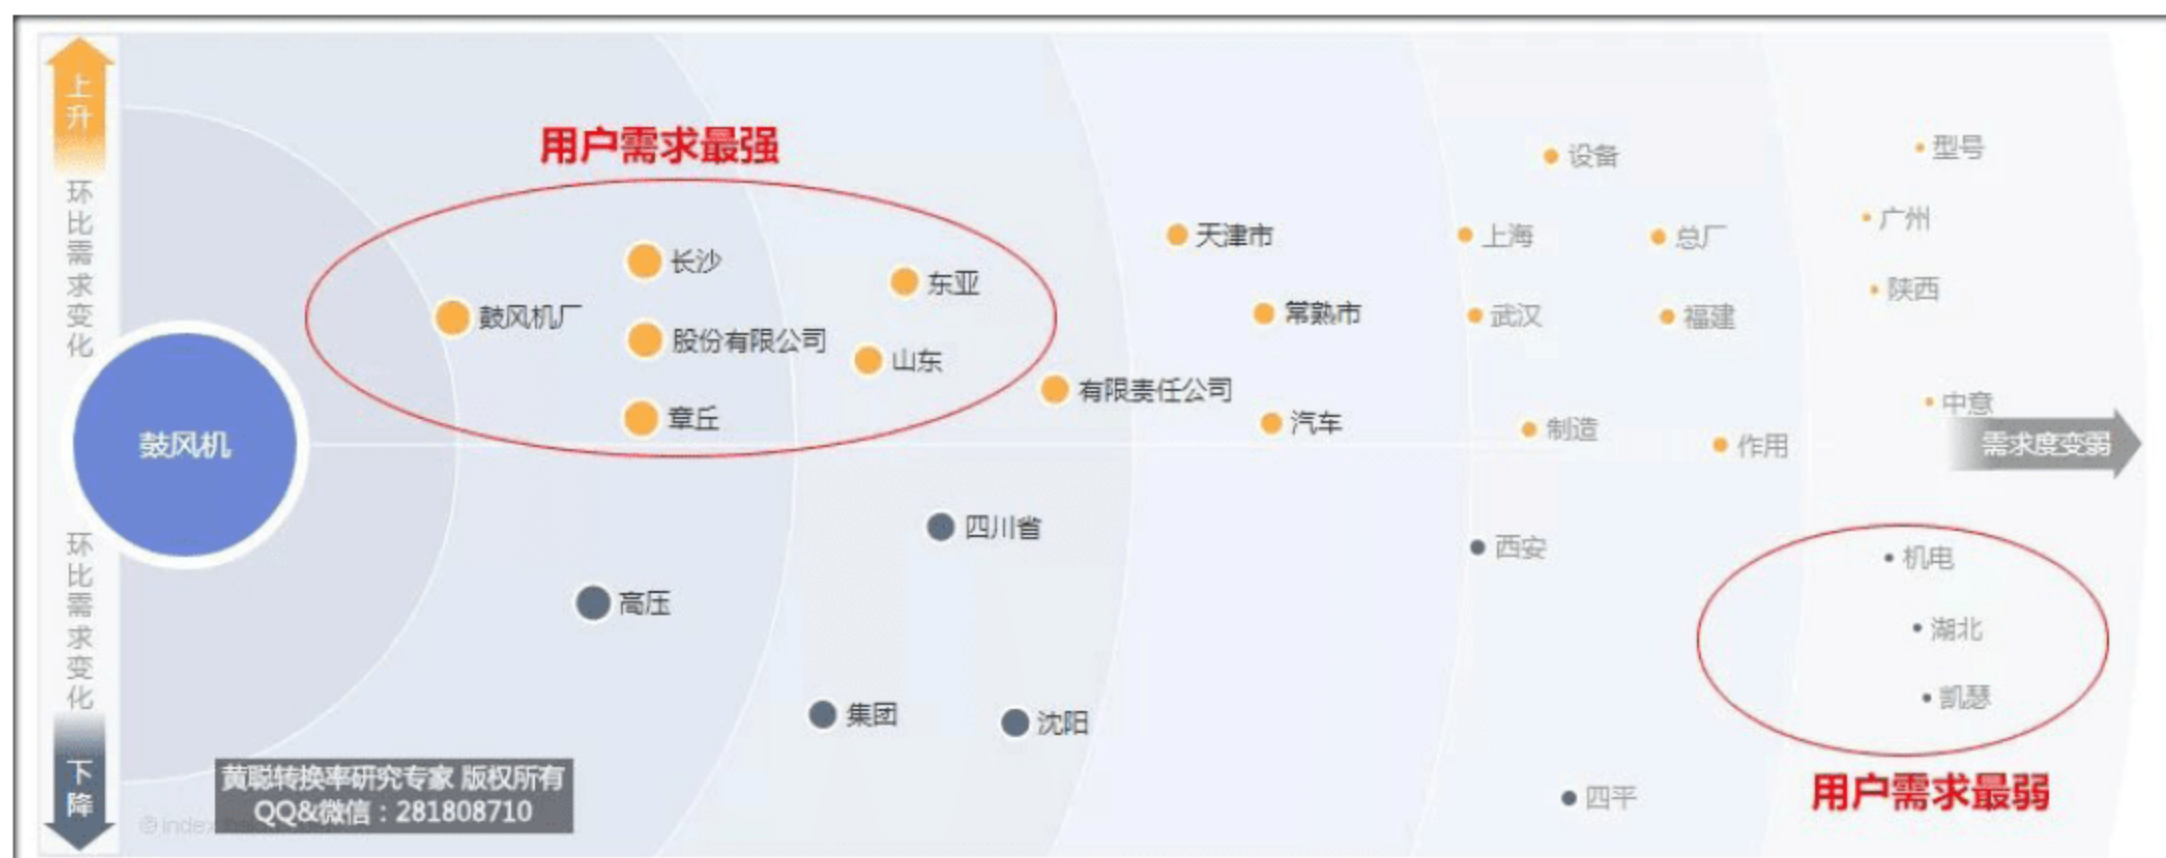 上升
环比需求变化
用户需求最强
设备
型号
天津市
上海
总厂
广州
长沙
东亚
陕西
鼓风机厂
常熟市
武汉
福建
股份有限公司
山东
有限责任公司
中意
章丘
汽车
制造
作用
鼓风机
需求度变弱
四川省
西安
机电
环比需求变化
高压
湖北
凯瑟
集团
沈阳
下降
黄聪转换率研究专家 版权所有
QQ&微信：281808710
四平
用户需求最弱
© index